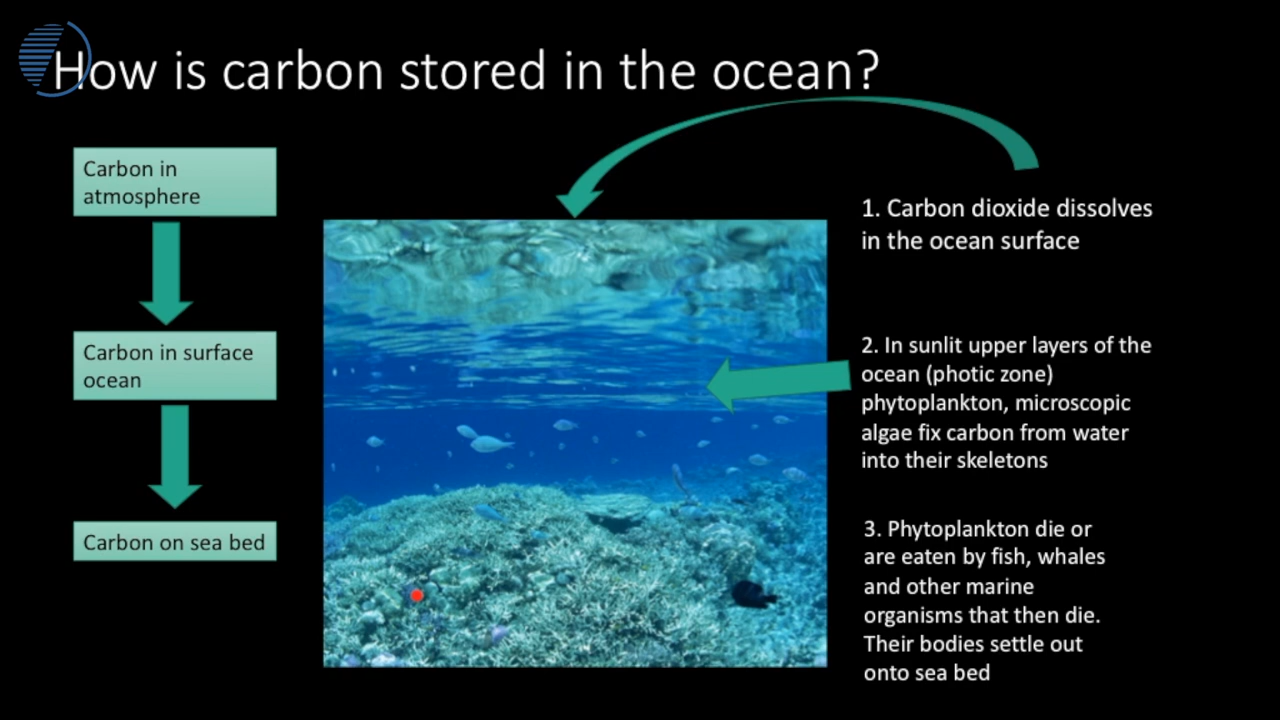 How is carbon stored in the ocean?
Carbon in
atmosphere
Carbon in surface
ocean
Carbon on sea bed
1. Carbon dioxide dissolves
in the ocean surface
2. In sunlit upper layers of the
ocean (photic zone)
phytoplankton, microscopic
algae fix carbon from water
into their skeletons
3. Phytoplankton die or
are eaten by fish, whales
and other marine
organisms that then die.
Their bodies settle out
onto sea bed